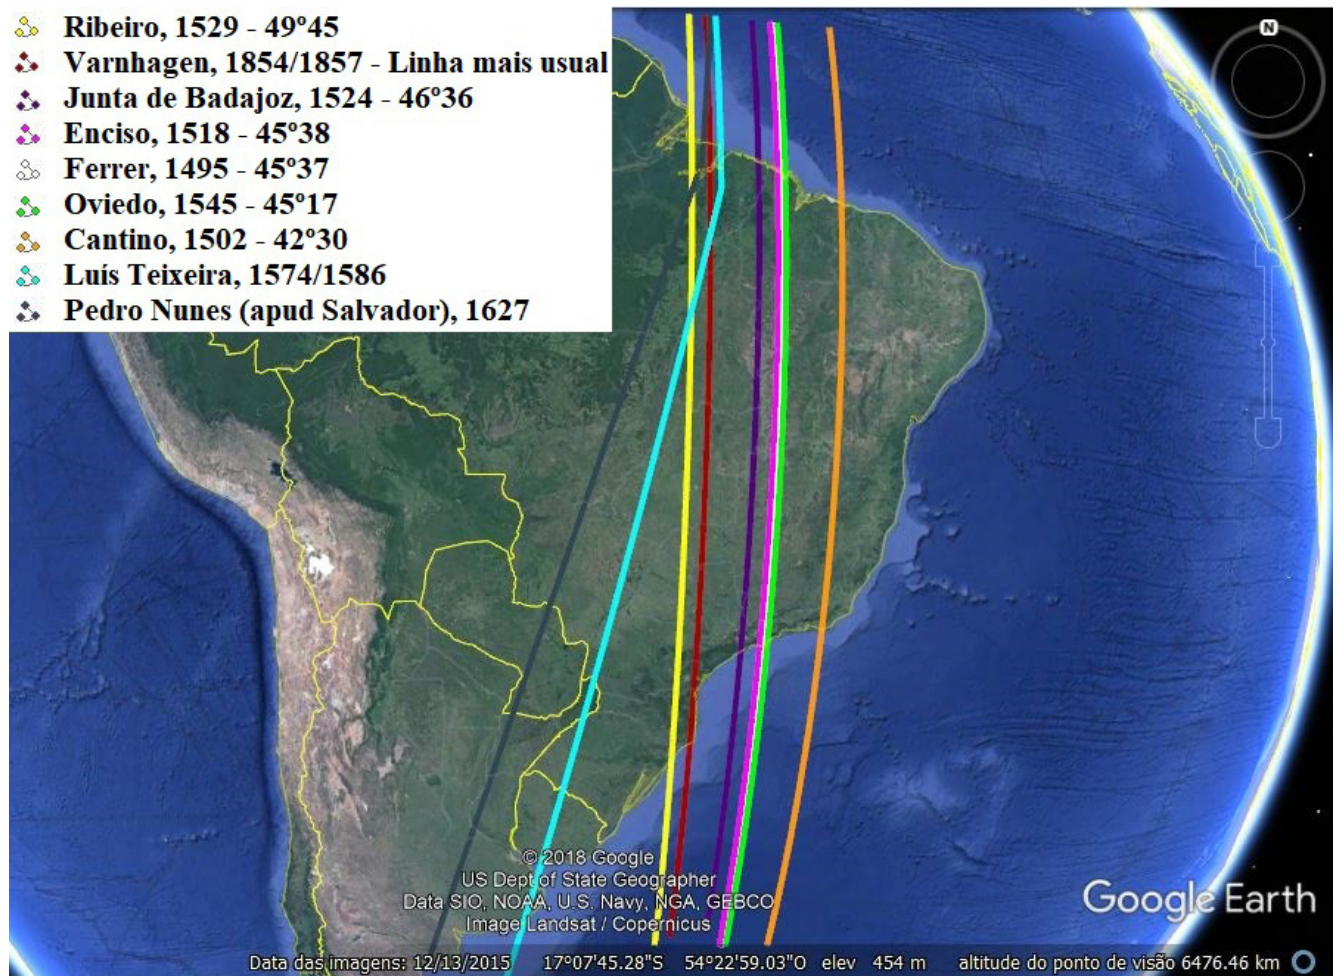 Ribeiro, 1529 - 49º45
Varnhagen, 1854/1857 - Linha mais usual
Junta de Badajoz, 1524 - 46º36
Enciso, 1518 - 45º38
Ferrer, 1495 - 45º37
Oviedo, 1545 - 45º17
Cantino, 1502 - 42º30
Luís Teixeira, 1574/1586
Pedro Nunes (apud Salvador), 1627
N
© 2018 Google
US Dept of State Geographer
Data SIO, NOAA, U.S. Navy, NGA, GEBCO
Image Landsat / Copernicus
Google Earth
Data das imagens: 12/13/2015 17º07'45.28"S 54º22'59.03"O elev 454 m altitude do ponto de visão 6476.46 km